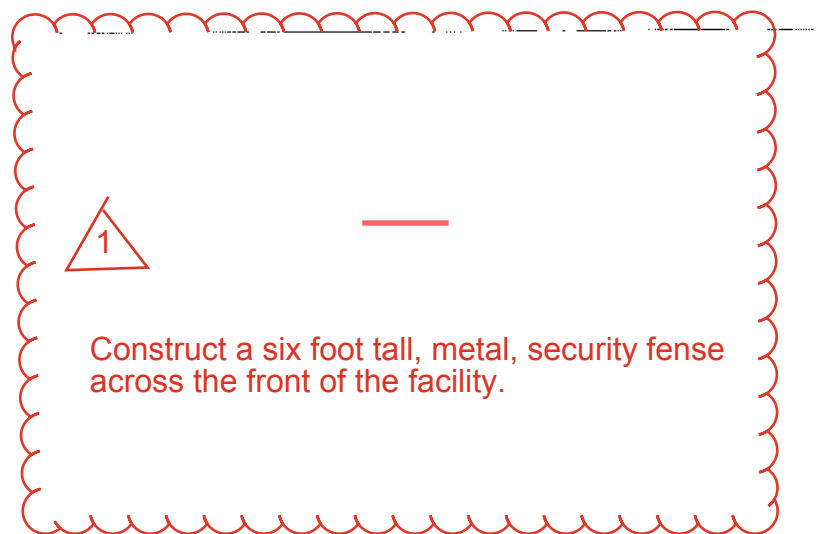 1
Construct a six foot tall, metal, security fense
across the front of the facility.